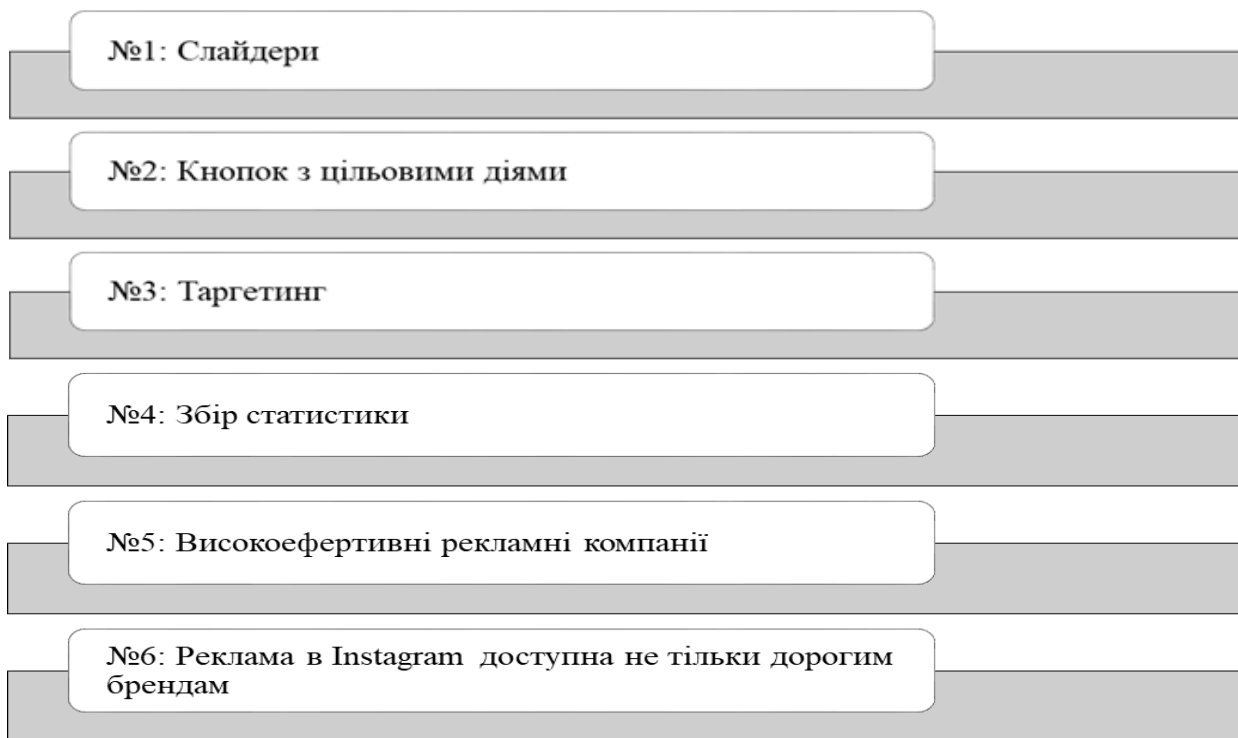 №1: Слайдери
№2: Кнопок з цільовими діями
№3: Таргетинг
№4: Збір статистики
№5: Високоефертивні рекламні компанії
№6: Реклама в Instagram доступна не тільки дорогим
брендам